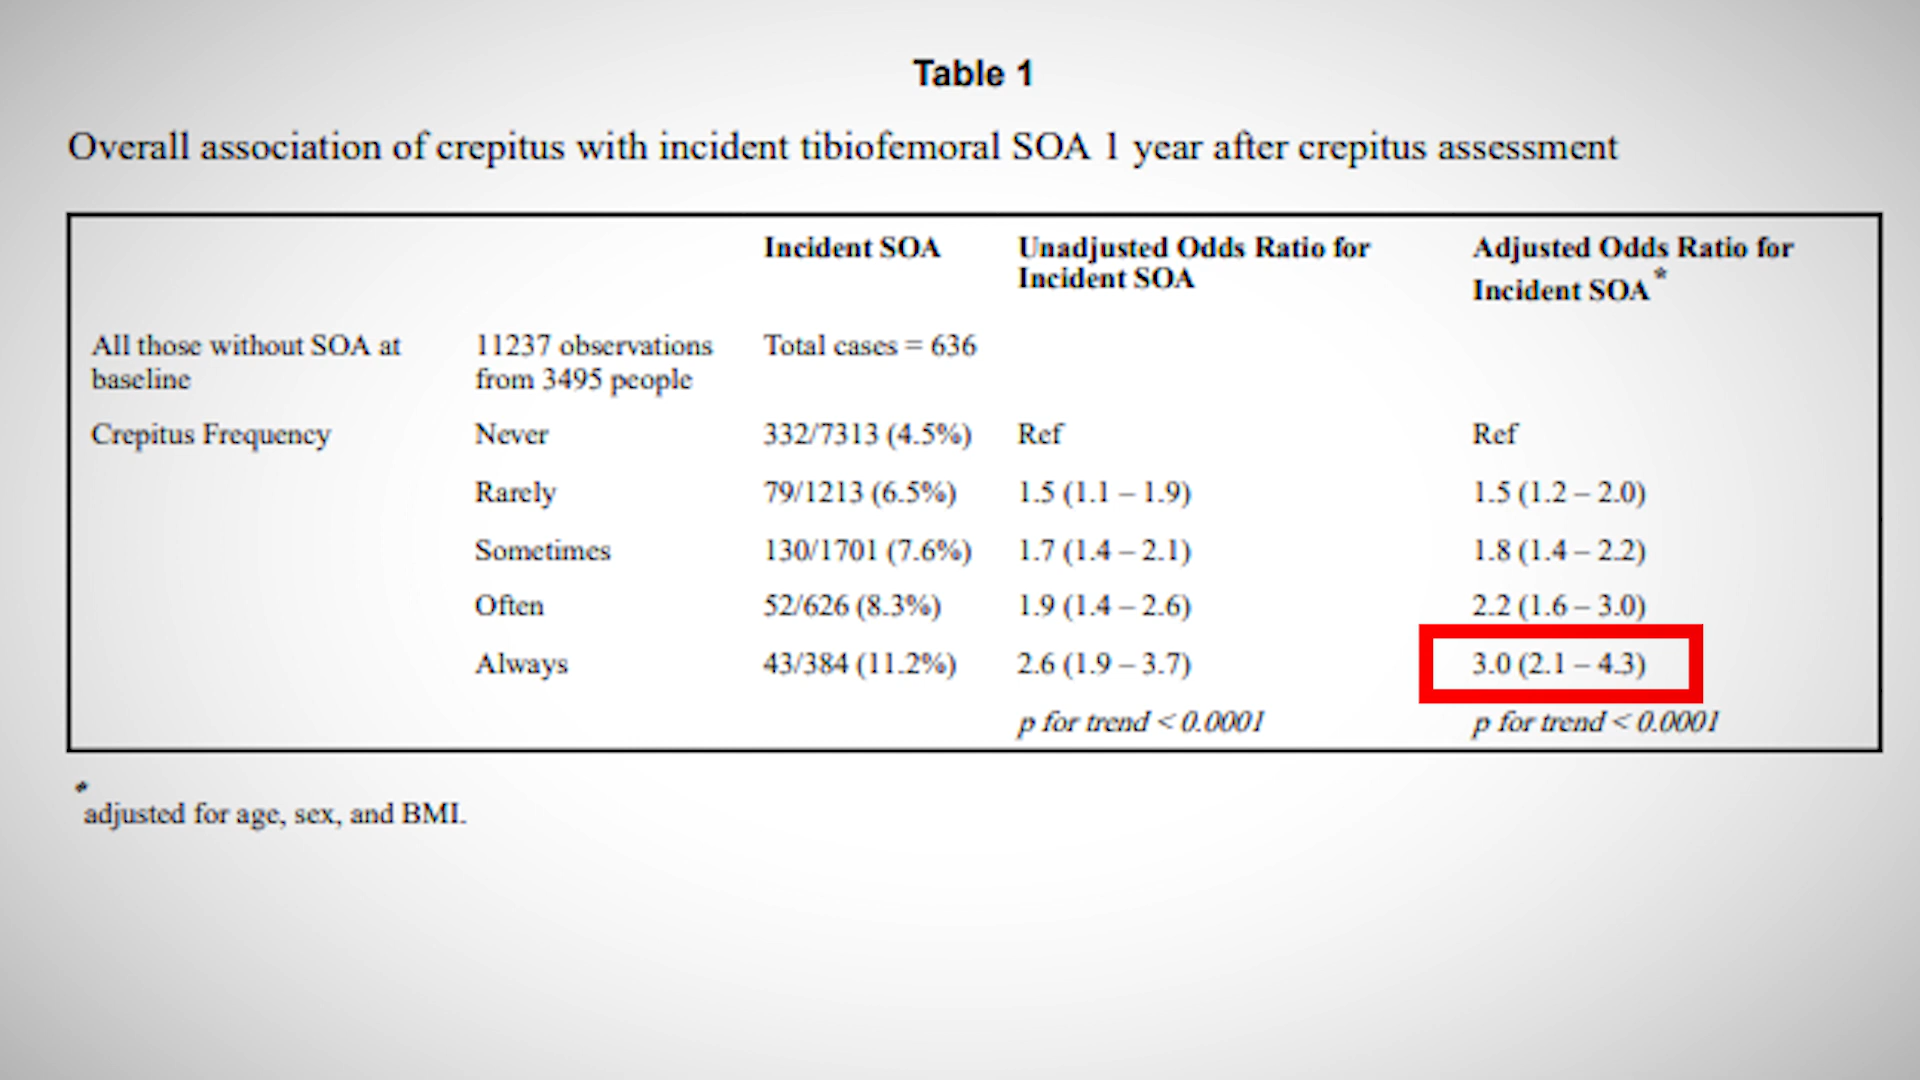 Table 1
Overall association of crepitus with incident tibiofemoral SOA 1 year after crepitus assessment
Incident SOA Unadjusted Odds Ratio for Incident SOA Adjusted Odds Ratio for Incident SOA*
All those without SOA at baseline 11237 observations from 3495 people Total cases = 636
Crepitus Frequency Never 332/7313 (4.5%) Ref Ref
Rarely 79/1213 (6.5%) 1.5 (1.1 – 1.9) 1.5 (1.2 – 2.0)
Sometimes 130/1701 (7.6%) 1.7 (1.4 – 2.1) 1.8 (1.4 – 2.2)
Often 52/626 (8.3%) 1.9 (1.4 – 2.6) 2.2 (1.6 – 3.0)
Always 43/384 (11.2%) 2.6 (1.9 – 3.7) 3.0 (2.1 – 4.3)
p for trend < 0.0001 p for trend < 0.0001
*adjusted for age, sex, and BMI.